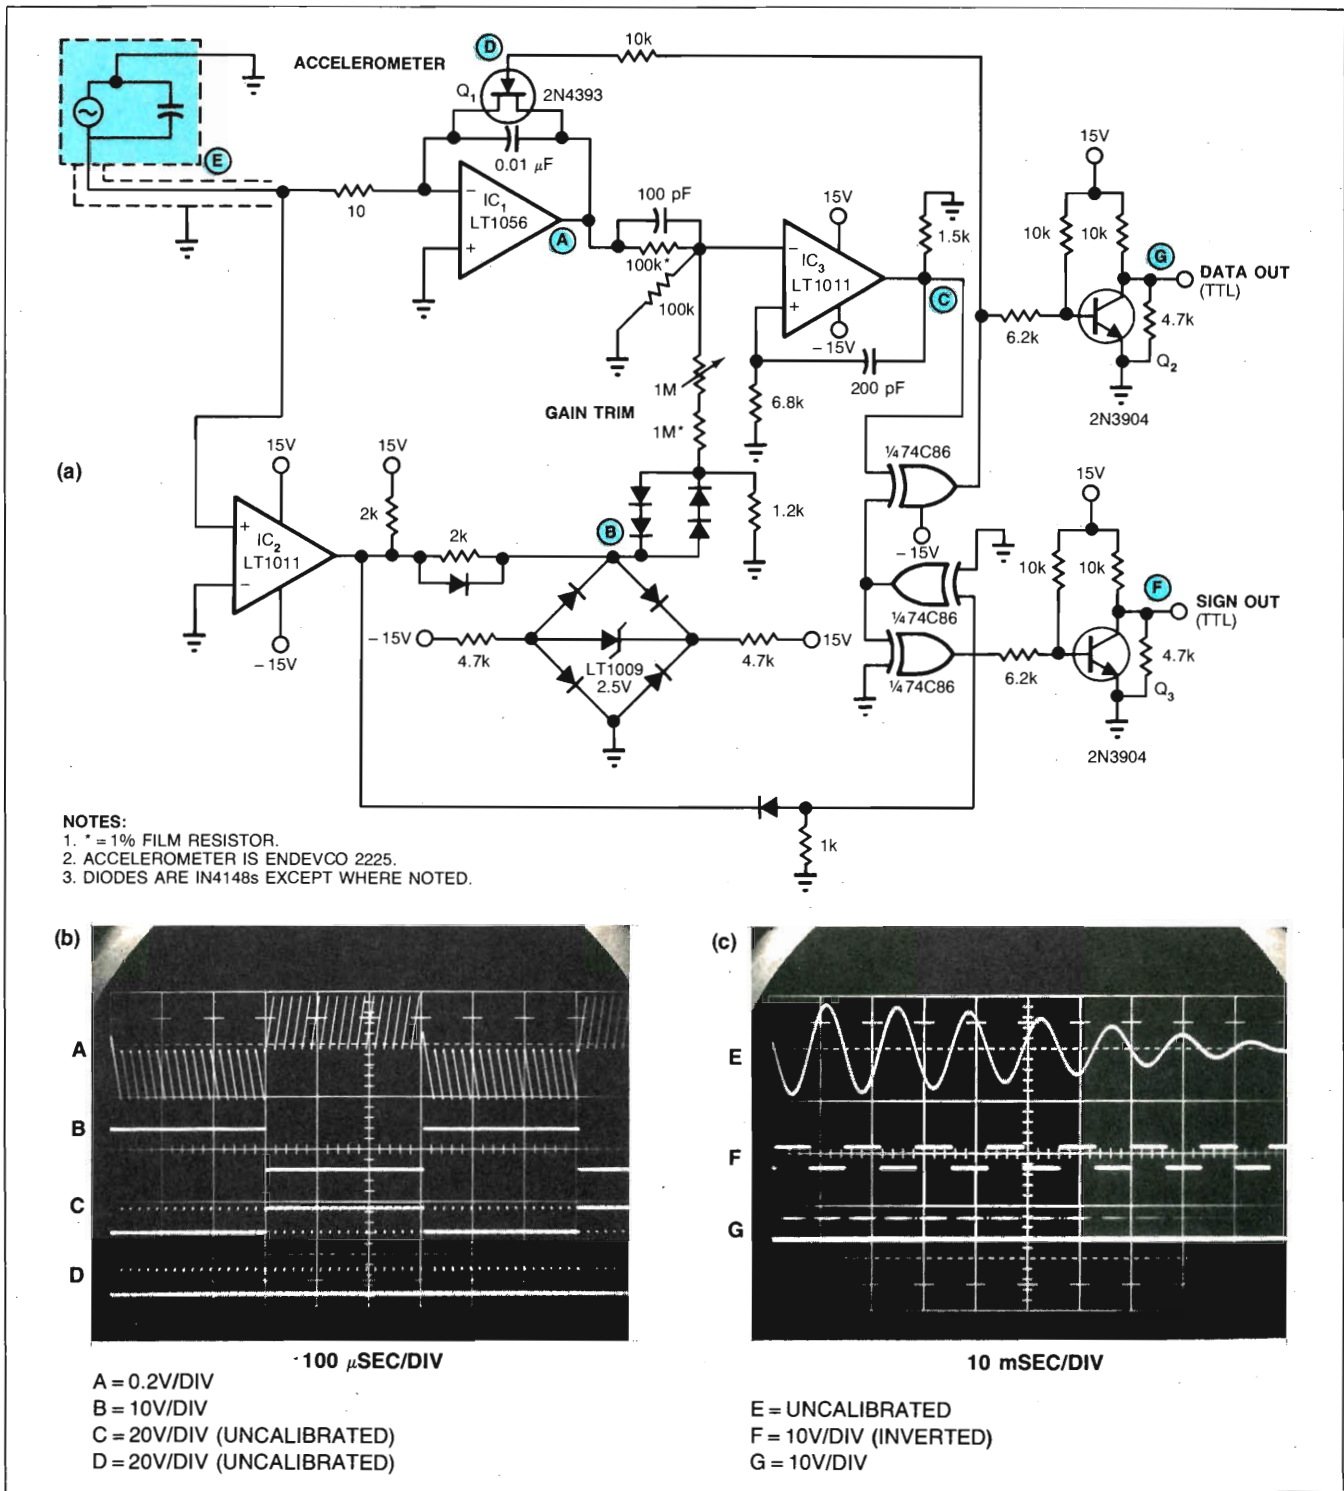 ACCELEROMETER
D
10k
Q1
2N4393
E
0.01 μF
10
−
IC1
LT1056
+
A
100 pF
100k*
100k
15V
−
IC3
LT1011
+
−15V
1.5k
C
200 pF
6.8k
1M
GAIN TRIM
1M*
15V
10k
10k
G
DATA OUT
(TTL)
6.2k
4.7k
Q2
2N3904
(a)
15V
15V
+
IC2
LT1011
−
−15V
2k
2k
B
1.2k
−15V
4.7k
LT1009
2.5V
4.7k
15V
¼ 74C86
−15V
¼ 74C86
¼ 74C86
15V
10k
10k
F
SIGN OUT
(TTL)
6.2k
4.7k
Q3
2N3904
1k
NOTES:
1. * = 1% FILM RESISTOR.
2. ACCELEROMETER IS ENDEVCO 2225.
3. DIODES ARE IN4148s EXCEPT WHERE NOTED.
(b)
A
B
C
D
100 μSEC/DIV
A = 0.2V/DIV
B = 10V/DIV
C = 20V/DIV (UNCALIBRATED)
D = 20V/DIV (UNCALIBRATED)
(c)
E
F
G
10 mSEC/DIV
E = UNCALIBRATED
F = 10V/DIV (INVERTED)
G = 10V/DIV